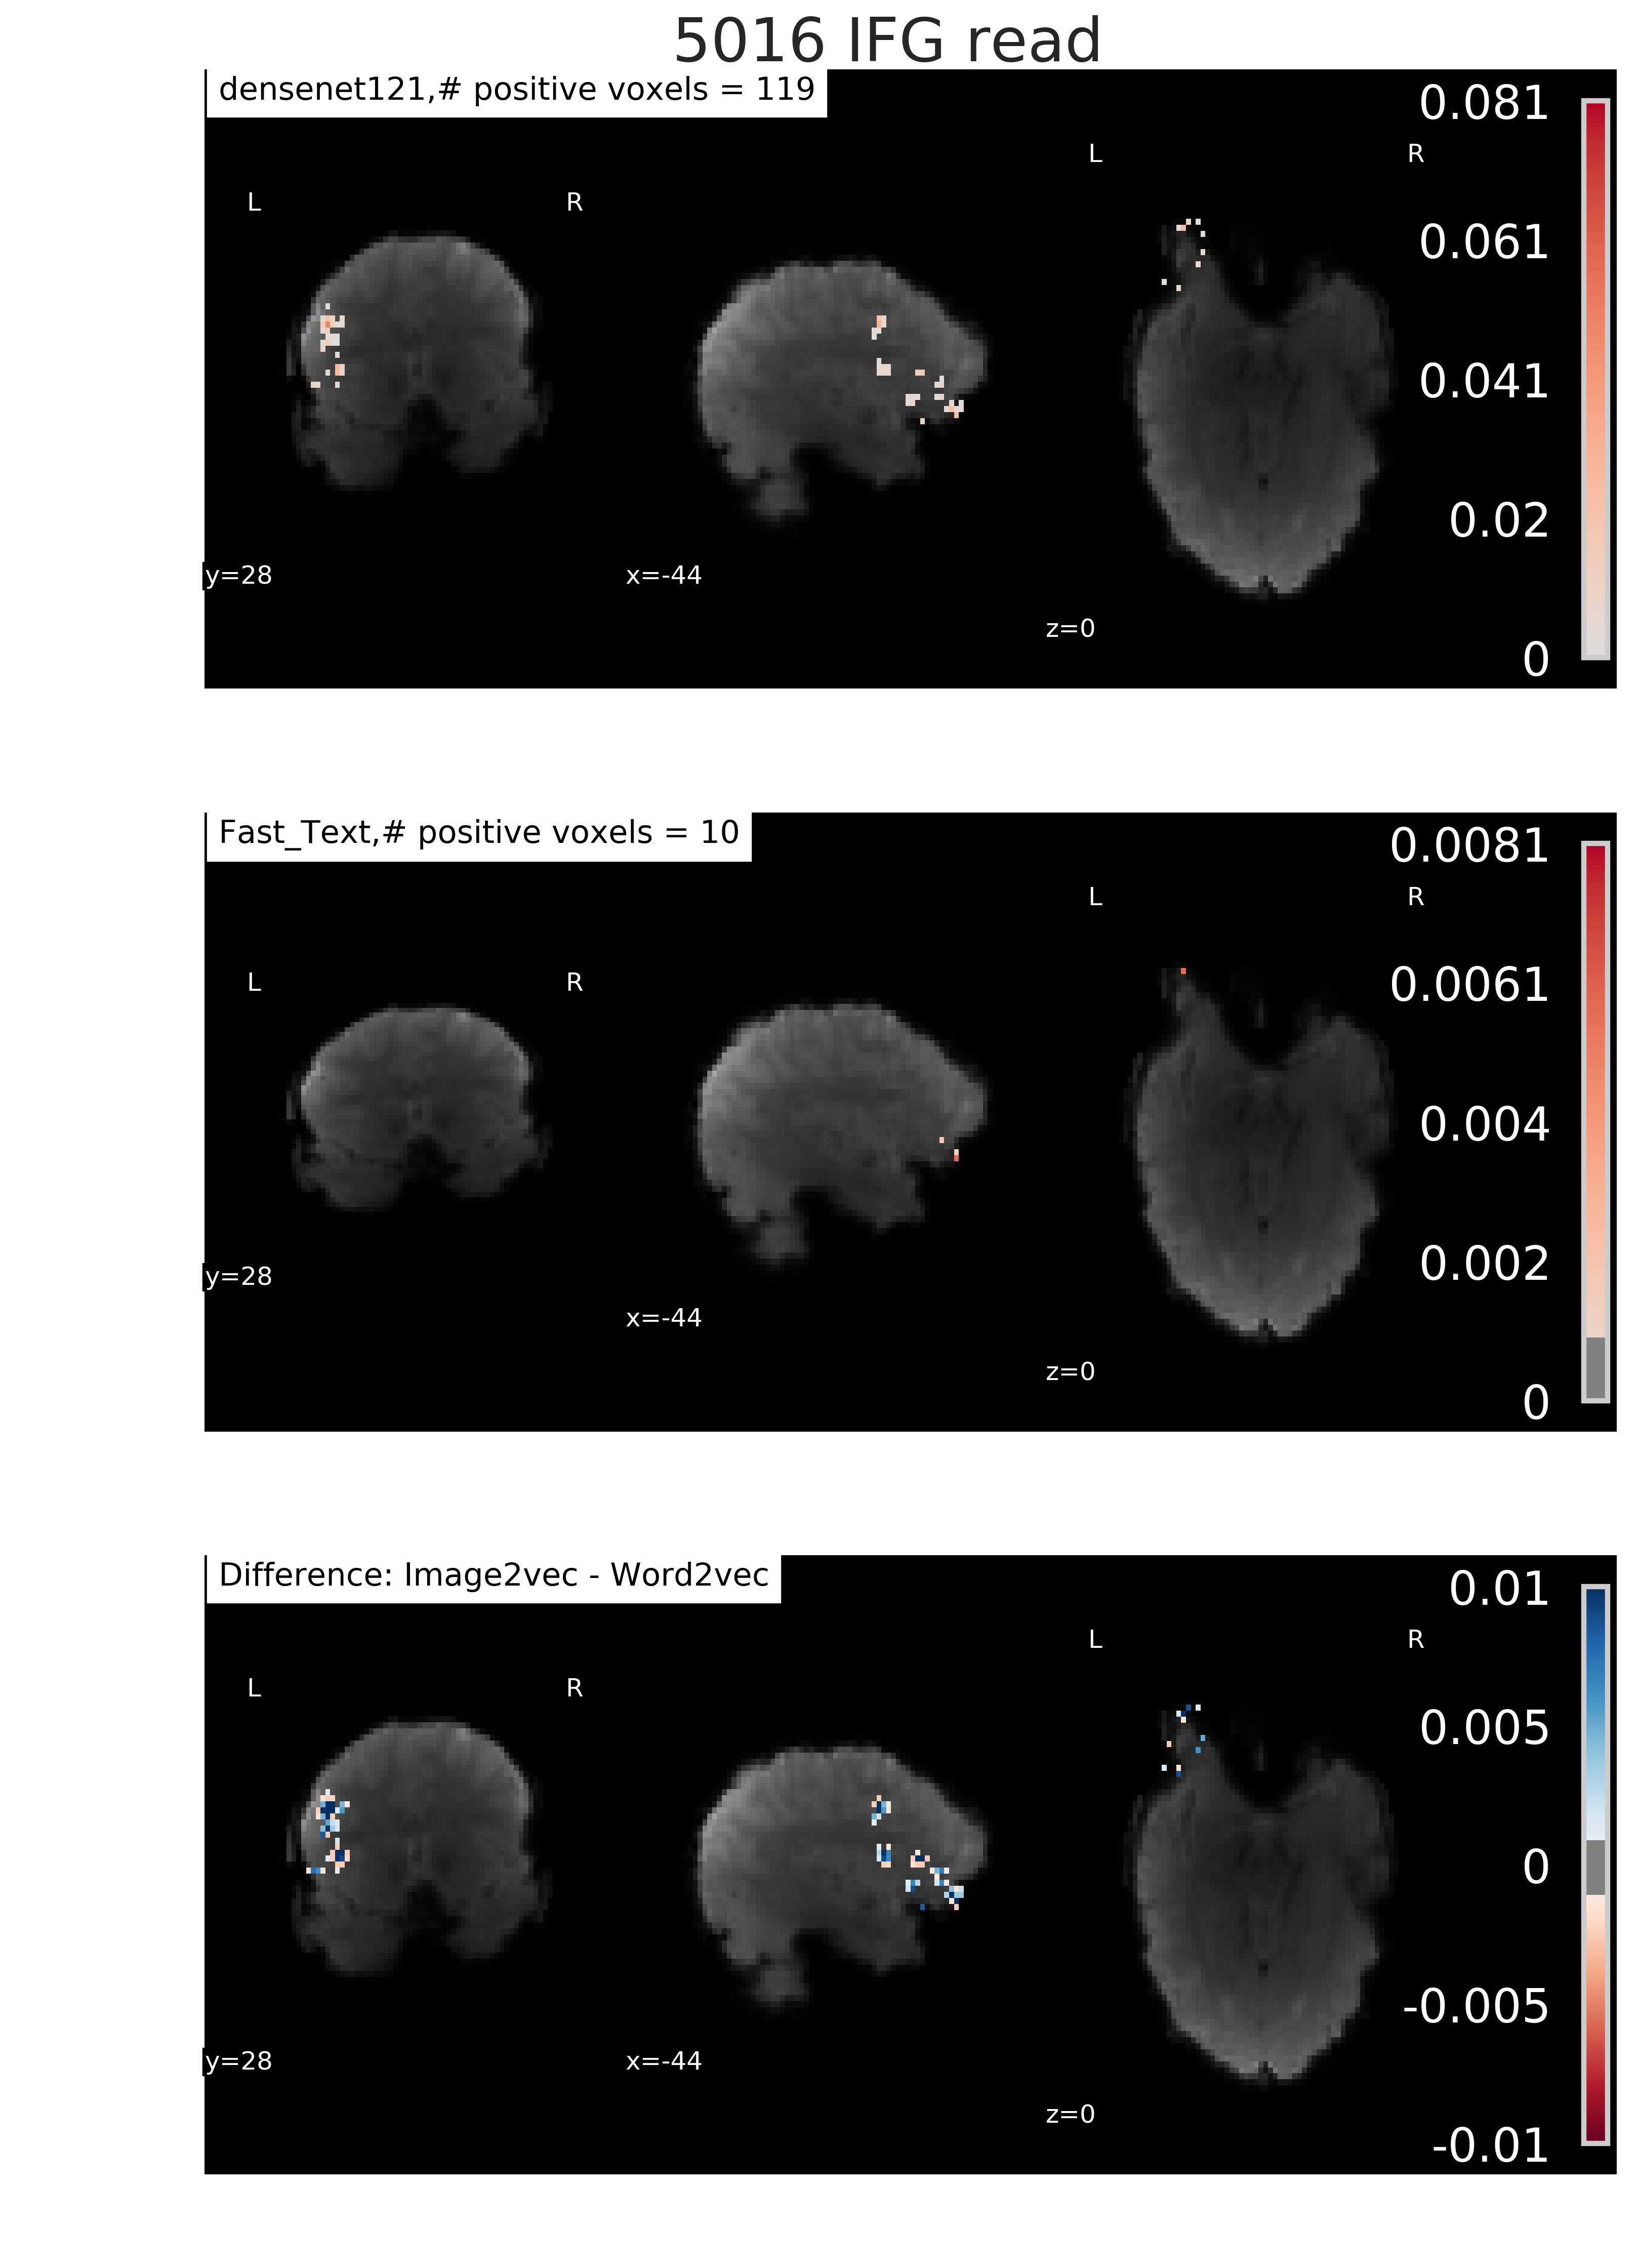 5016 IFG read
densenet121,# positive voxels = 119
L R L R
y=28 x=-44 z=0
0.081
0.061
0.041
0.02
0
Fast_Text,# positive voxels = 10
L R L R
y=28 x=-44 z=0
0.0081
0.0061
0.004
0.002
0
Difference: Image2vec - Word2vec
L R L R
y=28 x=-44 z=0
0.01
0.005
0
-0.005
-0.01